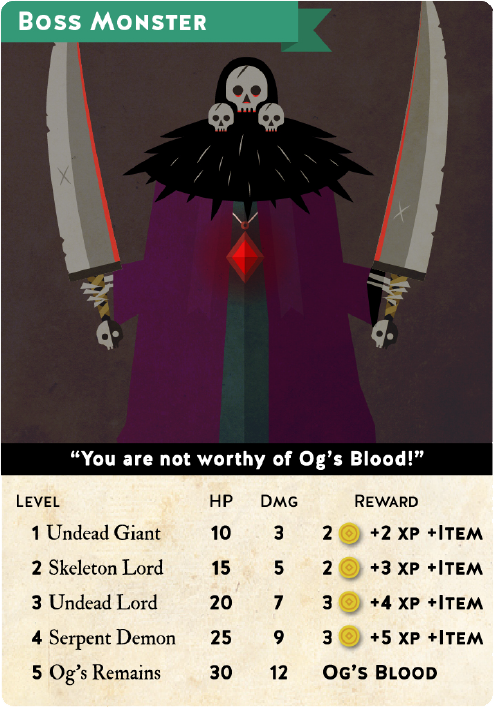 Boss Monster
“You are not worthy of Og’s Blood!”
Level HP Dmg Reward
1 Undead Giant 10 3 2 +2 XP +Item
2 Skeleton Lord 15 5 2 +3 XP +Item
3 Undead Lord 20 7 3 +4 XP +Item
4 Serpent Demon 25 9 3 +5 XP +Item
5 Og’s Remains 30 12 Og’s Blood